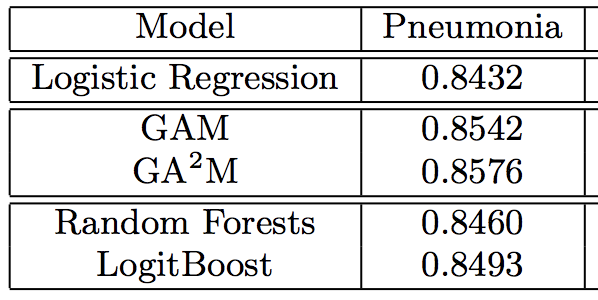 Model Pneumonia
Logistic Regression 0.8432
GAM 0.8542
GA²M 0.8576
Random Forests 0.8460
LogitBoost 0.8493